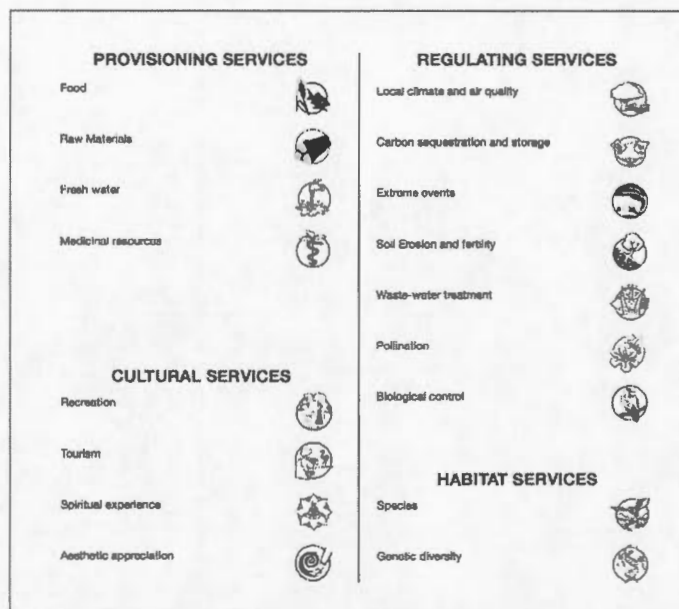 PROVISIONING SERVICES
Food
Raw Materials
Fresh water
Medicinal resources
CULTURAL SERVICES
Recreation
Tourism
Spiritual experience
Aesthetic appreciation
REGULATING SERVICES
Local climate and air quality
Carbon sequestration and storage
Extreme events
Soil Erosion and fertility
Waste-water treatment
Pollination
Biological control
HABITAT SERVICES
Species
Genetic diversity